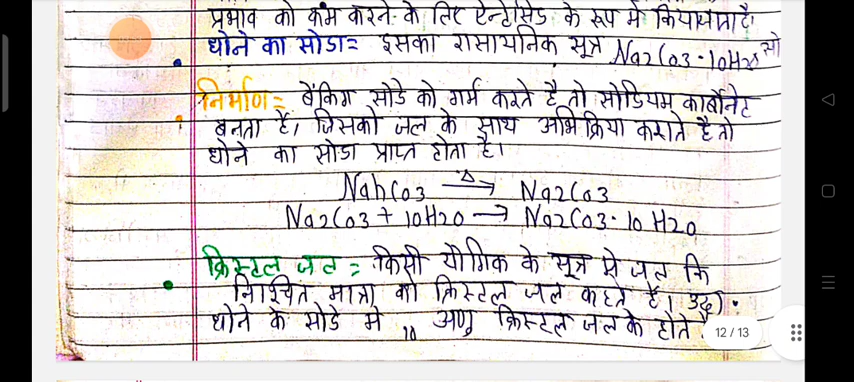 प्रभाव को कम करने के लिए ऐन्टेसिड के रूप में किया जाता है।
धोने का सोडा= इसका रासायनिक सूत्र Na2Co3·10H2O
निर्माण= बेंकिग सोडे को गर्म करते है तो सोडियम कार्बोनेट
बनता है, जिसको जल के साथ अभिक्रिया कराते है तो
धोने का सोडा प्राप्त होता है।
NahCo3 —Δ→ Na2Co3
Na2Co3 + 10H2O → Na2Co3·10H2O
क्रिस्टल जल = किसी यौगिक के सूत्र में जल कि
निश्चित मात्रा को क्रिस्टल जल कहते है।
धोने के सोडे मे 10 अणु क्रिस्टल जल के होते
12 / 13